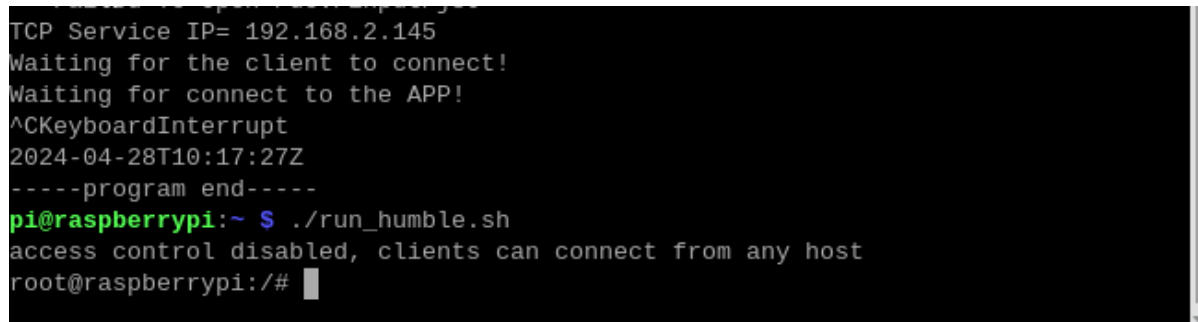 TCP Service IP= 192.168.2.145
Waiting for the client to connect!
Waiting for connect to the APP!
^CKeyboardInterrupt
2024-04-28T10:17:27Z
-----program end-----
pi@raspberrypi:~ $ ./run_humble.sh
access control disabled, clients can connect from any host
root@raspberrypi:/#